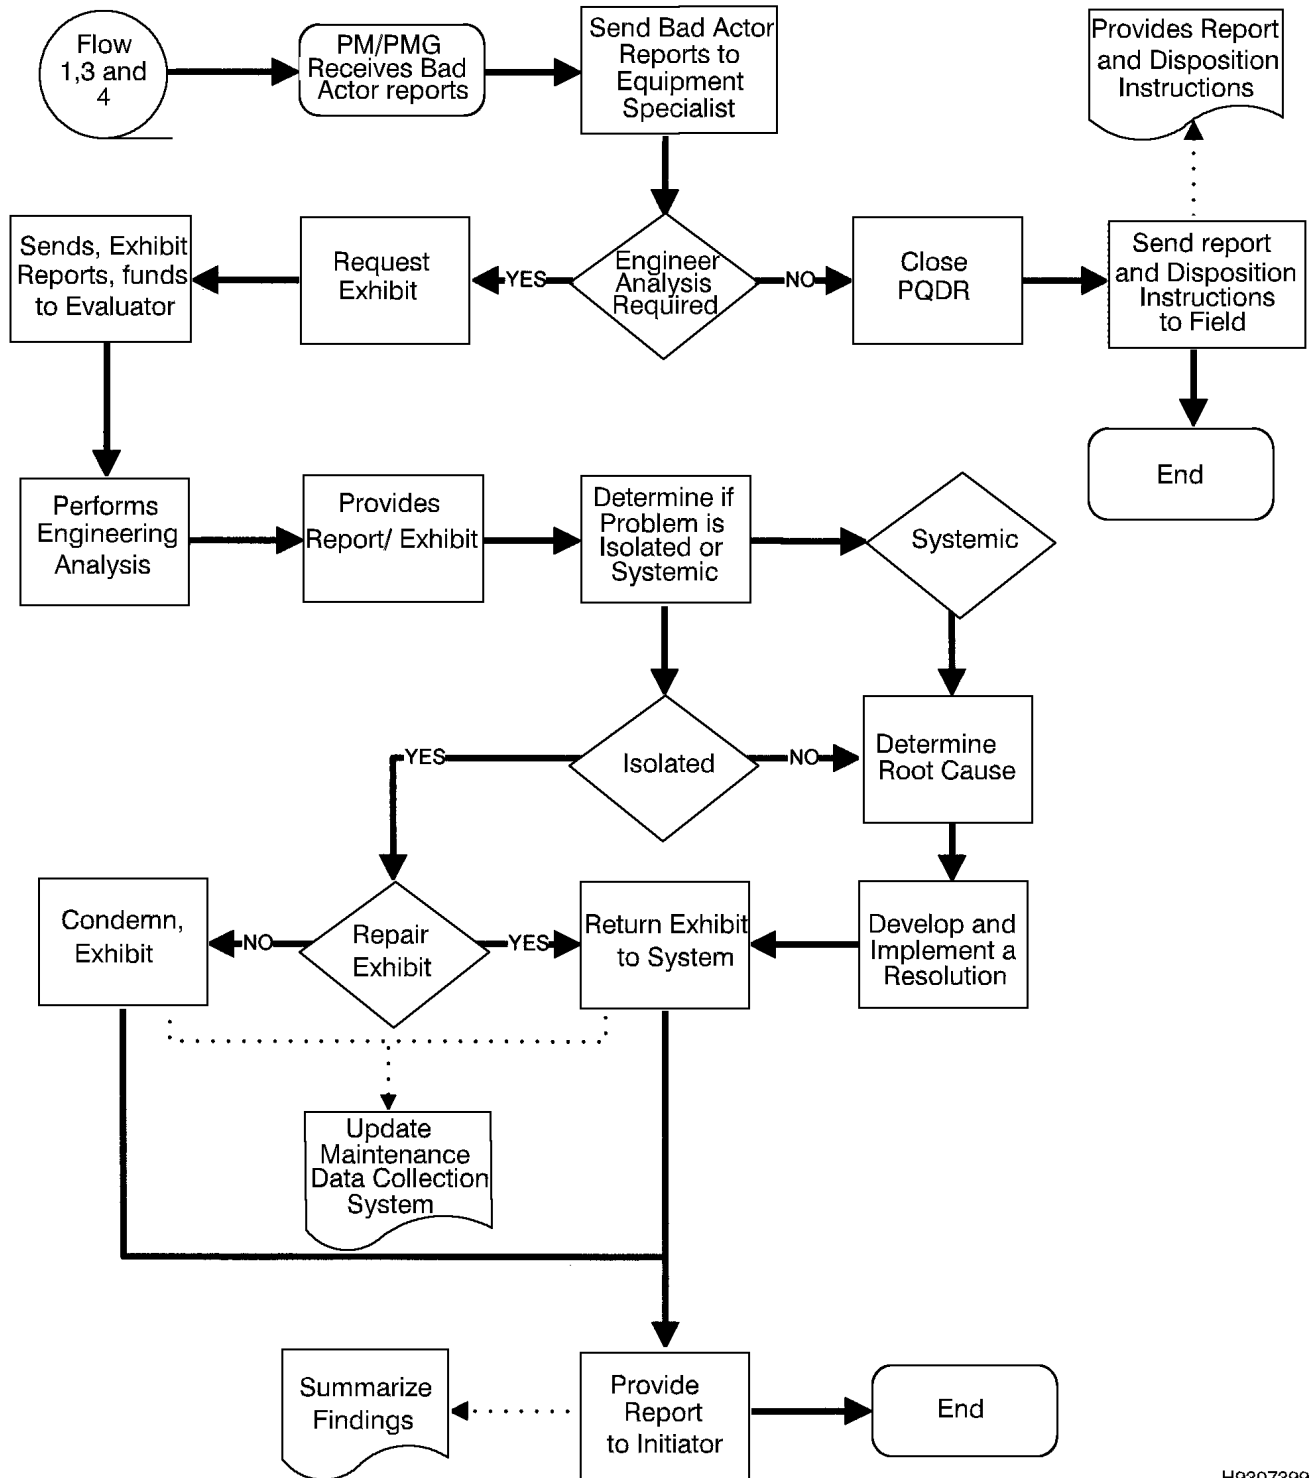 Flow
1,3 and
4
PM/PMG
Receives Bad
Actor reports
Send Bad Actor
Reports to
Equipment
Specialist
Provides Report
and Disposition
Instructions
Sends, Exhibit
Reports, funds
to Evaluator
Request
Exhibit
YES
Engineer
Analysis
Required
NO
Close
PQDR
Send report
and Disposition
Instructions
to Field
End
Performs
Engineering
Analysis
Provides
Report/ Exhibit
Determine if
Problem is
Isolated or
Systemic
Systemic
YES
Isolated
NO
Determine
Root Cause
Condemn,
Exhibit
NO
Repair
Exhibit
YES
Return Exhibit
to System
Develop and
Implement a
Resolution
Update
Maintenance
Data Collection
System
Summarize
Findings
Provide
Report
to Initiator
End
H9307399